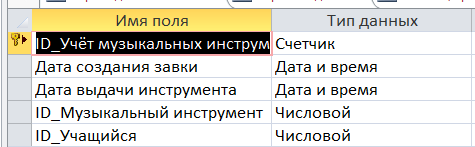 Имя поля Тип данных
ID_Учёт музыкальных инструм Счетчик
Дата создания завки Дата и время
Дата выдачи инструмента Дата и время
ID_Музыкальный инструмент Числовой
ID_Учащийся Числовой